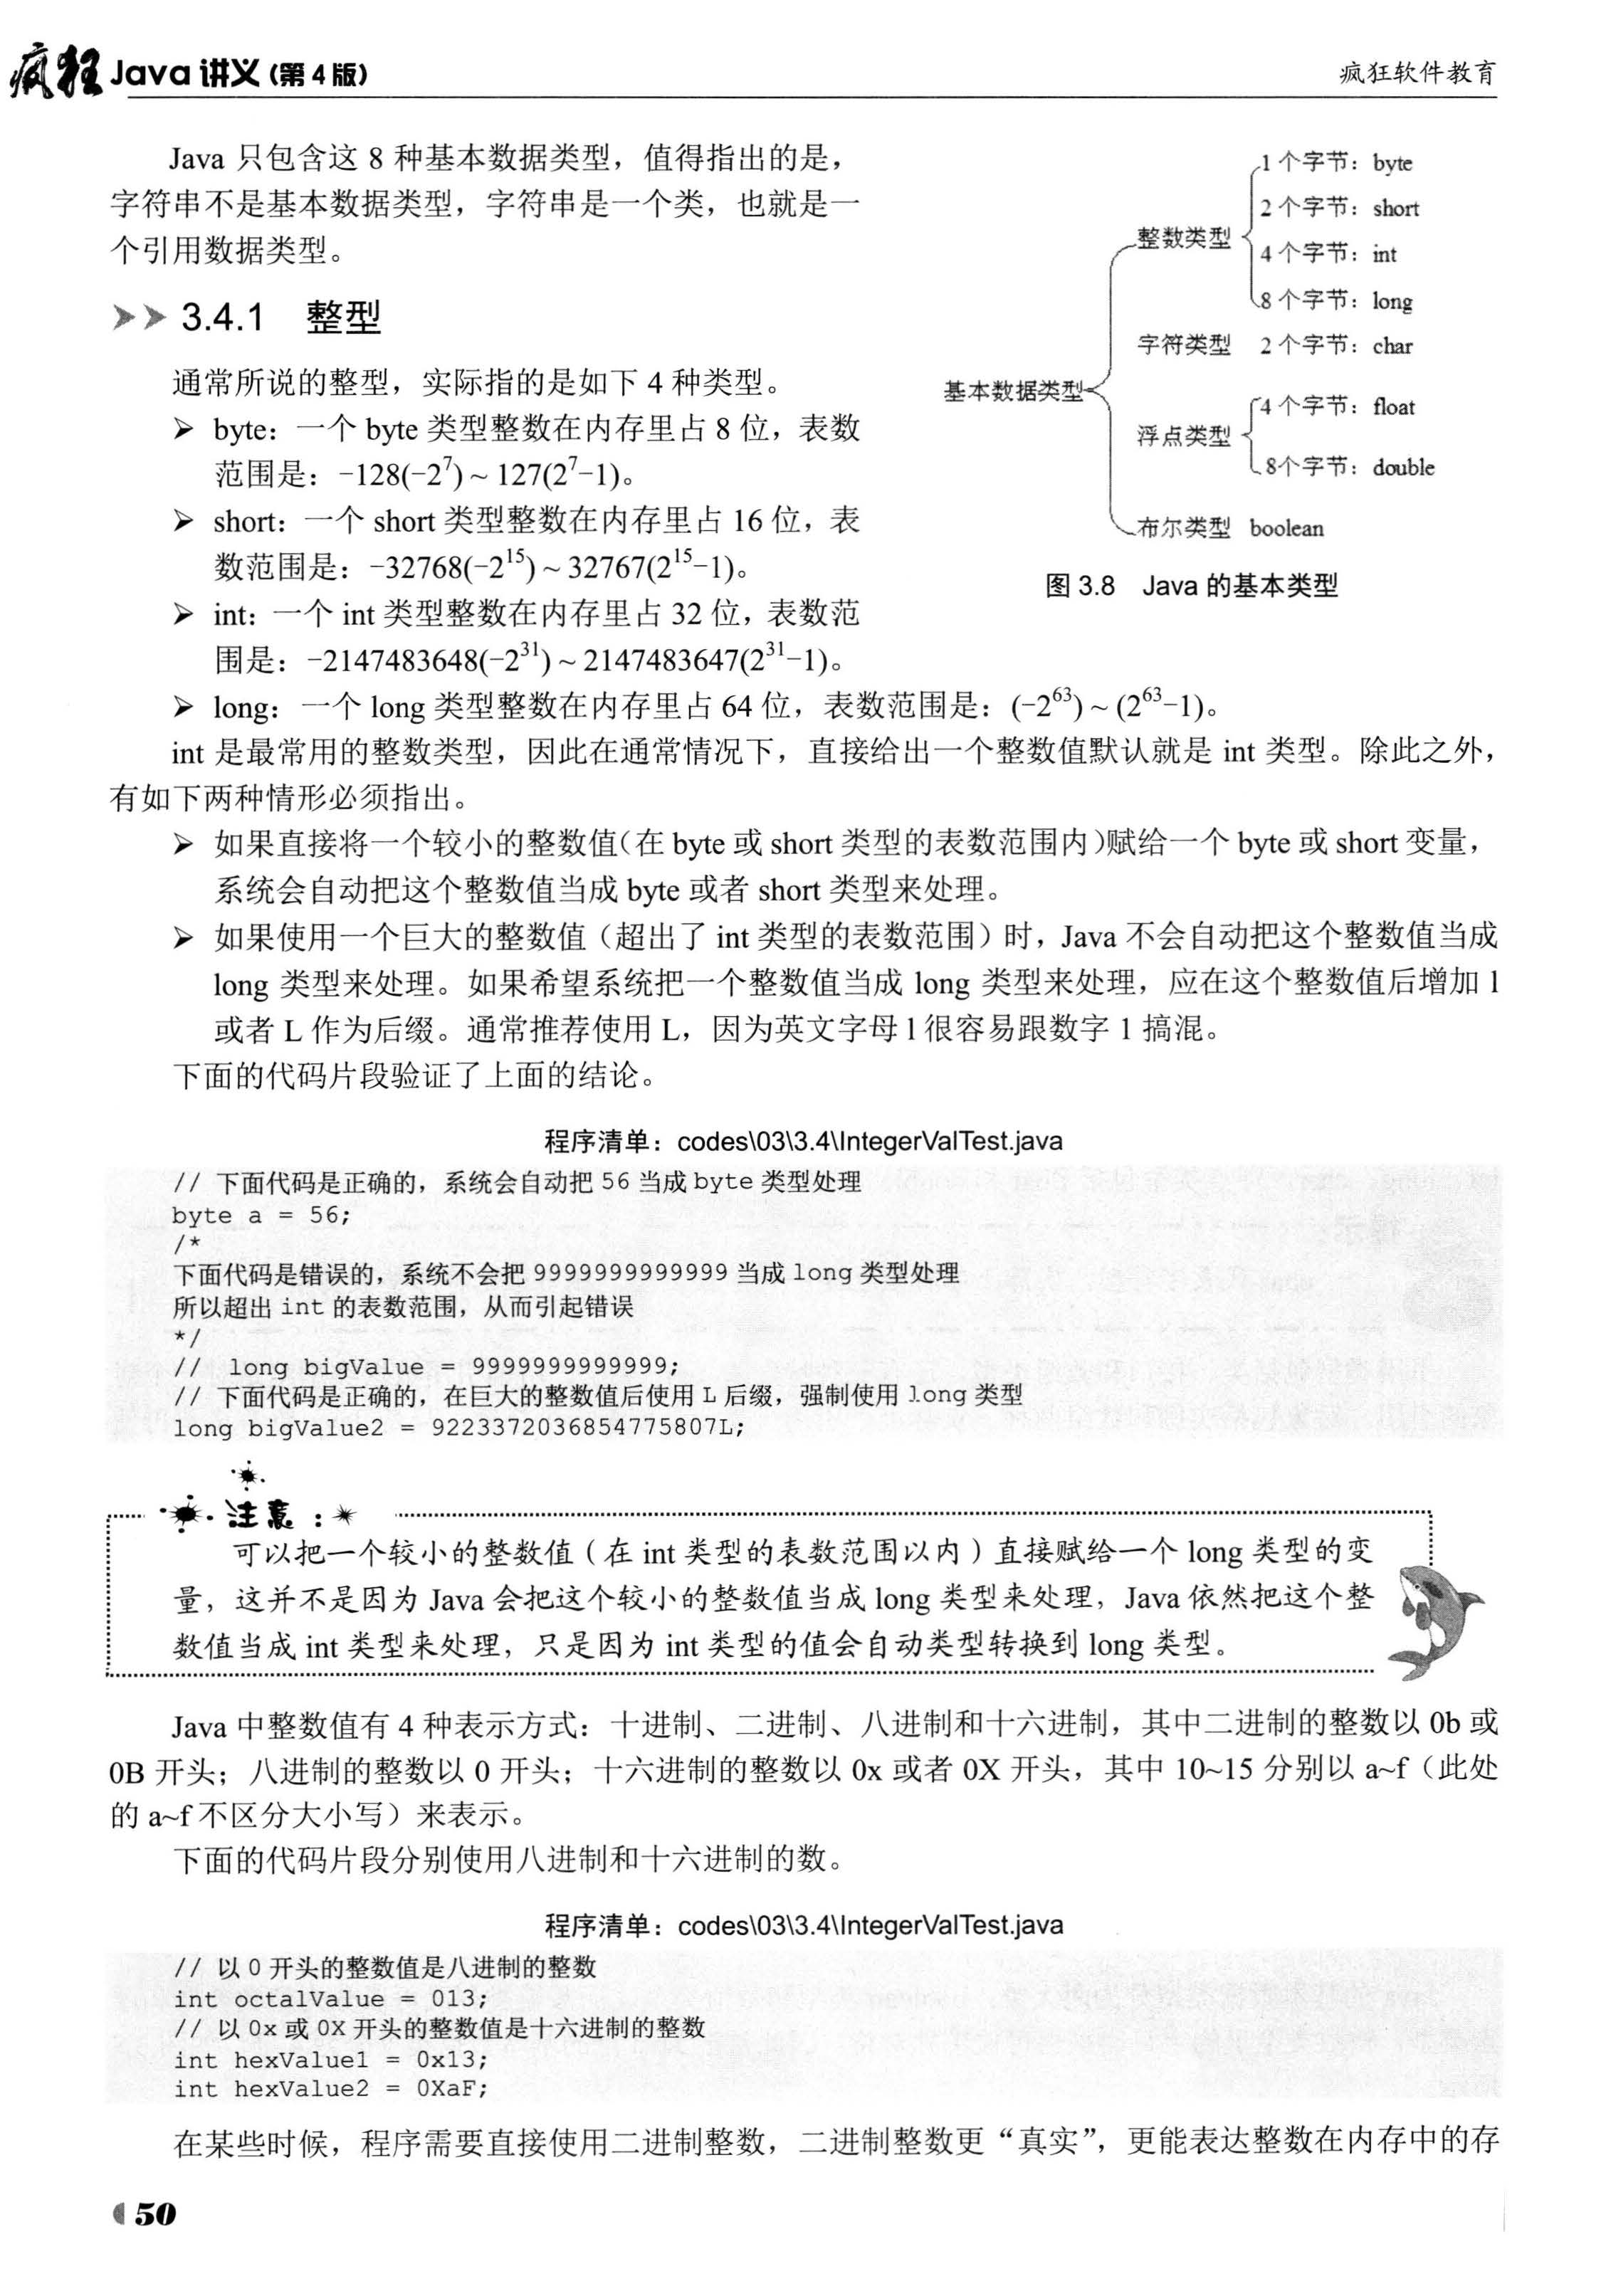 疯狂Java 讲义(第 4 版)
疯狂软件教育
Java 只包含这 8 种基本数据类型，值得指出的是，
字符串不是基本数据类型，字符串是一个类，也就是一
个引用数据类型。
3.4.1 整型
通常所说的整型，实际指的是如下 4 种类型。
➢ byte：一个 byte 类型整数在内存里占 8 位，表数
范围是：-128(-2⁷) ~ 127(2⁷-1)。
➢ short：一个 short 类型整数在内存里占 16 位，表
数范围是：-32768(-2¹⁵) ~ 32767(2¹⁵-1)。
➢ int：一个 int 类型整数在内存里占 32 位，表数范
围是：-2147483648(-2³¹) ~ 2147483647(2³¹-1)。
1 个字节：byte
2 个字节：short
整数类型
4 个字节：int
8 个字节：long
字符类型 2 个字节：char
基本数据类型
4 个字节：float
浮点类型
8个字节：double
布尔类型 boolean
图 3.8 Java 的基本类型
➢ long：一个 long 类型整数在内存里占 64 位，表数范围是：(-2⁶³) ~ (2⁶³-1)。
int 是最常用的整数类型，因此在通常情况下，直接给出一个整数值默认就是 int 类型。除此之外，
有如下两种情形必须指出。
➢ 如果直接将一个较小的整数值(在 byte 或 short 类型的表数范围内)赋给一个 byte 或 short 变量，
系统会自动把这个整数值当成 byte 或者 short 类型来处理。
➢ 如果使用一个巨大的整数值（超出了 int 类型的表数范围）时，Java 不会自动把这个整数值当成
long 类型来处理。如果希望系统把一个整数值当成 long 类型来处理，应在这个整数值后增加 l
或者 L 作为后缀。通常推荐使用 L，因为英文字母 l 很容易跟数字 1 搞混。
下面的代码片段验证了上面的结论。
程序清单：codes\03\3.4\IntegerValTest.java
// 下面代码是正确的，系统会自动把 56 当成 byte 类型处理
byte a = 56;
/*
下面代码是错误的，系统不会把 9999999999999 当成 long 类型处理
所以超出 int 的表数范围，从而引起错误
*/
// long bigValue = 9999999999999;
// 下面代码是正确的，在巨大的整数值后使用 L 后缀，强制使用 long 类型
long bigValue2 = 9223372036854775807L;
注意：
可以把一个较小的整数值（在 int 类型的表数范围以内）直接赋给一个 long 类型的变
量，这并不是因为 Java 会把这个较小的整数值当成 long 类型来处理，Java 依然把这个整
数值当成 int 类型来处理，只是因为 int 类型的值会自动类型转换到 long 类型。
Java 中整数值有 4 种表示方式：十进制、二进制、八进制和十六进制，其中二进制的整数以 0b 或
0B 开头；八进制的整数以 0 开头；十六进制的整数以 0x 或者 0X 开头，其中 10~15 分别以 a~f（此处
的 a~f 不区分大小写）来表示。
下面的代码片段分别使用八进制和十六进制的数。
程序清单：codes\03\3.4\IntegerValTest.java
// 以 0 开头的整数值是八进制的整数
int octalValue = 013;
// 以 0x 或 0X 开头的整数值是十六进制的整数
int hexValue1 = 0x13;
int hexValue2 = 0XaF;
在某些时候，程序需要直接使用二进制整数，二进制整数更“真实”，更能表达整数在内存中的存
50